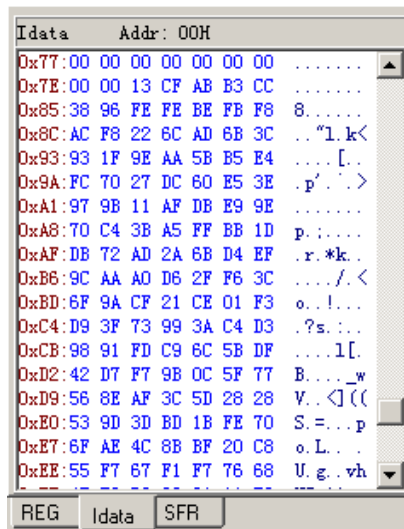 Idata Addr: 00H
0x77:00 00 00 00 00 00 00 .......
0x7E:00 00 13 CF AB B3 CC .......
0x85:38 96 FE FE BE FB F8 8......
0x8C:AC F8 22 6C AD 6B 3C .."l.k<
0x93:93 1F 9E AA 5B B5 E4 ....[..
0x9A:FC 70 27 DC 60 E5 3E .p'.`.>
0xA1:97 9B 11 AF DB E9 9E .......
0xA8:70 C4 3B A5 FF BB 1D p.;....
0xAF:DB 72 AD 2A 6B D4 EF .r.*k..
0xB6:9C AA A0 D6 2F F6 3C ..../.<
0xBD:6F 9A CF 21 CE 01 F3 o..!...
0xC4:D9 3F 73 99 3A C4 D3 .?s.:..
0xCB:98 91 FD C9 6C 5B DF ....l[.
0xD2:42 D7 F7 9B 0C 5F 77 B...._w
0xD9:56 8E AF 3C 5D 28 28 V..<]((
0xE0:53 9D 3D BD 1B FE 70 S.=...p
0xE7:6F AE 4C 8B BF 20 C8 o.L.. .
0xEE:55 F7 67 F1 F7 76 68 U.g..vh
REG Idata SFR